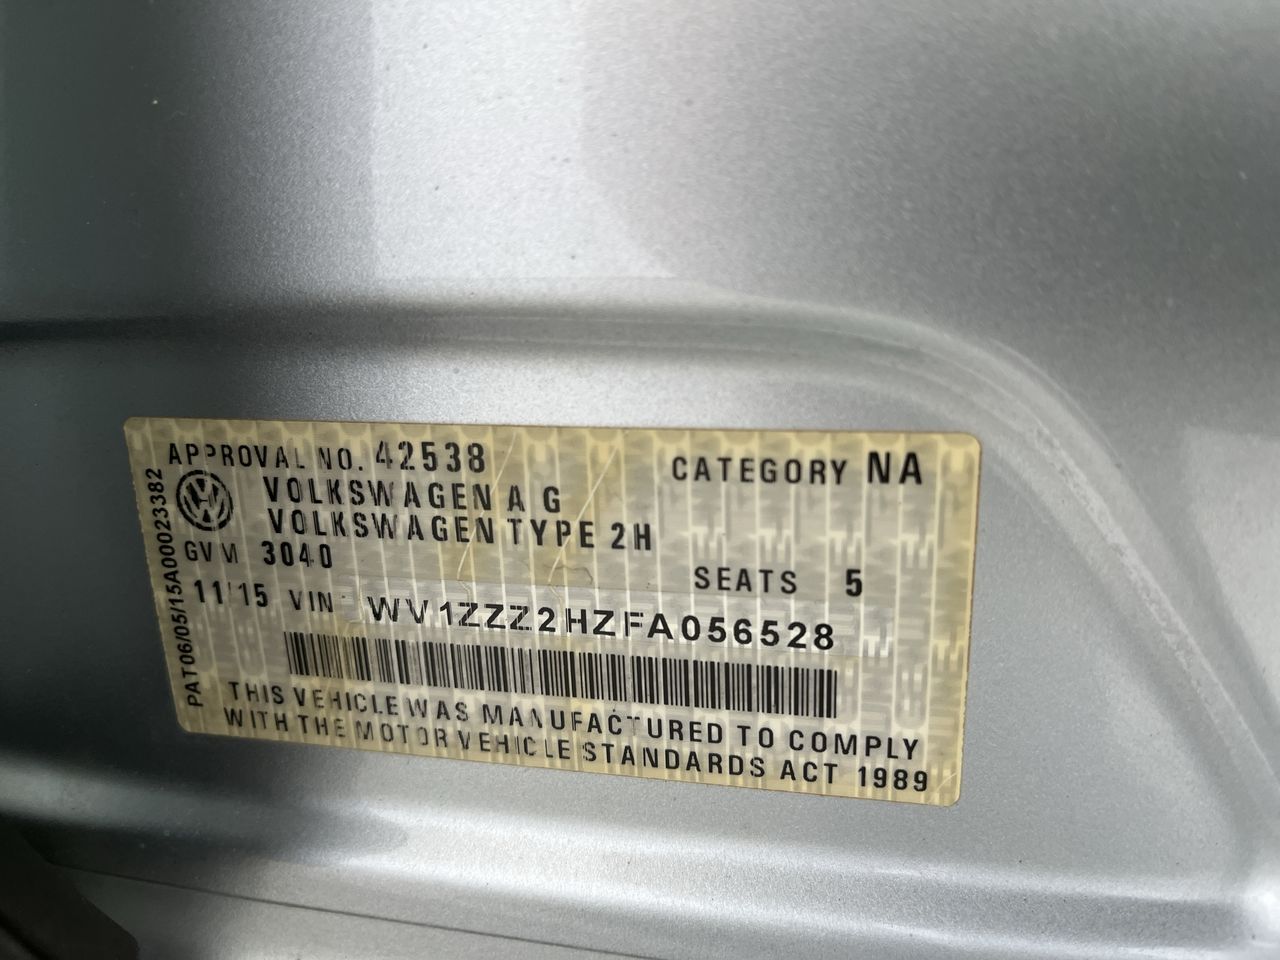 APPROVAL NO. 42538
CATEGORY NA
VOLKSWAGEN A G
VOLKSWAGEN TYPE 2H
GVM 3040
SEATS 5
11/15 VIN WV1ZZZ2HZFA056528
THIS VEHICLE WAS MANUFACTURED TO COMPLY
WITH THE MOTOR VEHICLE STANDARDS ACT 1989
PAT06/05/15A00023382